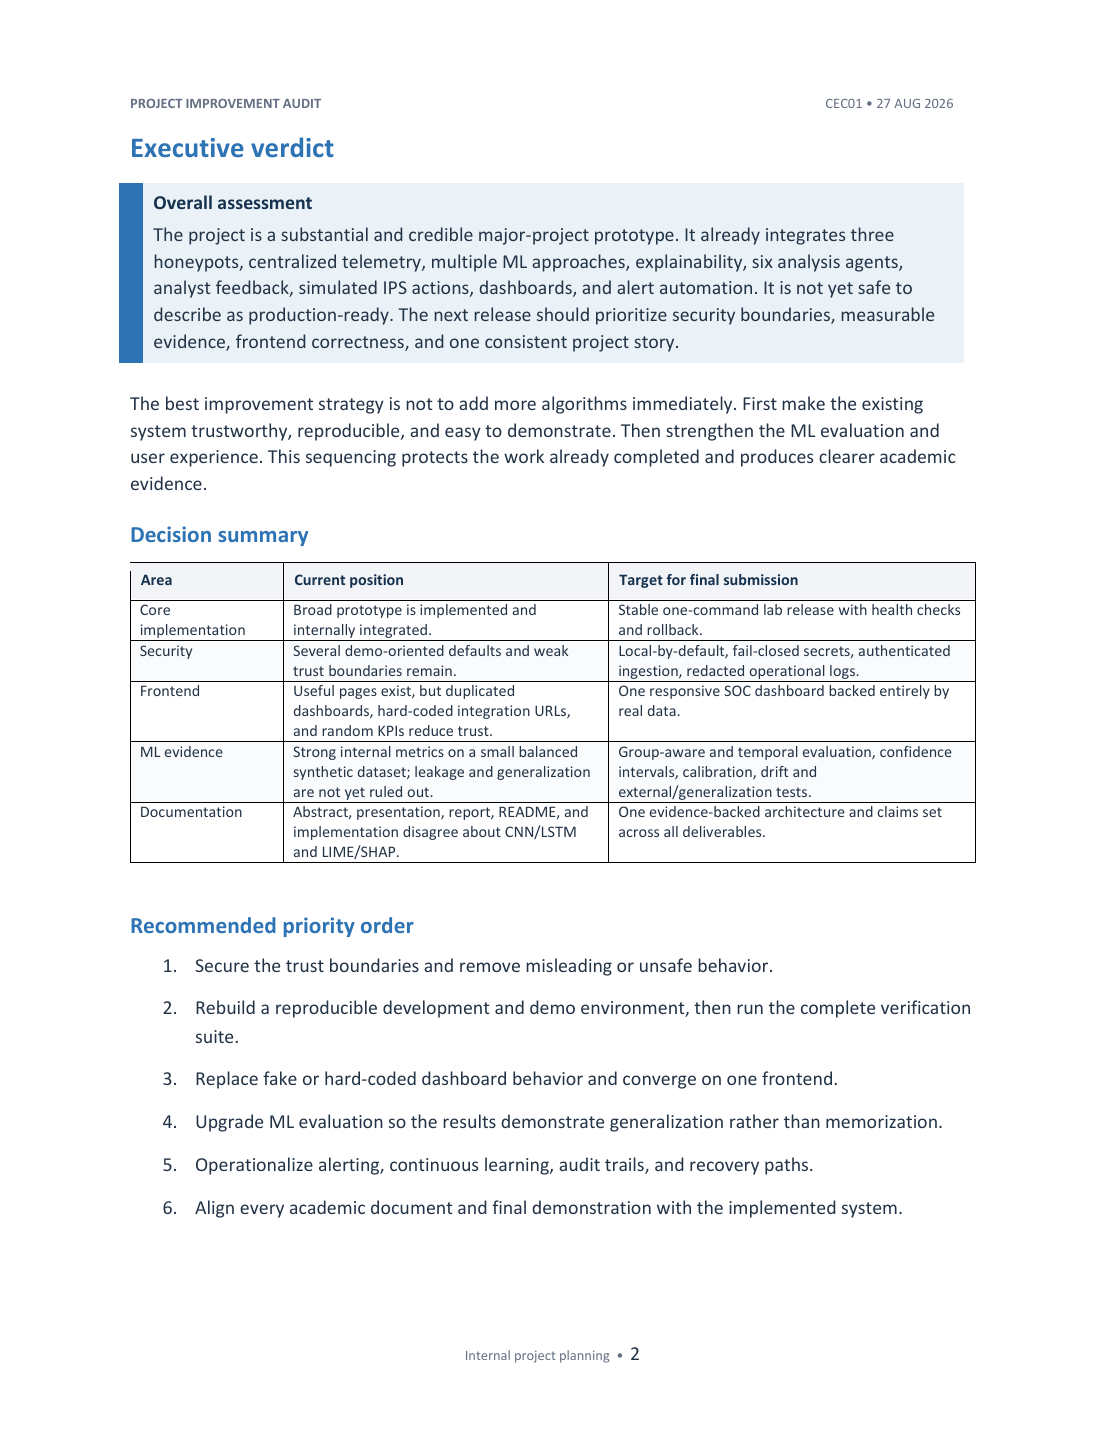 PROJECT IMPROVEMENT AUDIT
CEC01 • 27 AUG 2026
Executive verdict
Overall assessment
The project is a substantial and credible major-project prototype. It already integrates three
honeypots, centralized telemetry, multiple ML approaches, explainability, six analysis agents,
analyst feedback, simulated IPS actions, dashboards, and alert automation. It is not yet safe to
describe as production-ready. The next release should prioritize security boundaries, measurable
evidence, frontend correctness, and one consistent project story.
The best improvement strategy is not to add more algorithms immediately. First make the existing
system trustworthy, reproducible, and easy to demonstrate. Then strengthen the ML evaluation and
user experience. This sequencing protects the work already completed and produces clearer academic
evidence.
Decision summary
Area
Current position
Target for final submission
Core
implementation
Broad prototype is implemented and
internally integrated.
Stable one-command lab release with health checks
and rollback.
Security
Several demo-oriented defaults and weak
trust boundaries remain.
Local-by-default, fail-closed secrets, authenticated
ingestion, redacted operational logs.
Frontend
Useful pages exist, but duplicated
dashboards, hard-coded integration URLs,
and random KPIs reduce trust.
One responsive SOC dashboard backed entirely by
real data.
ML evidence
Strong internal metrics on a small balanced
synthetic dataset; leakage and generalization
are not yet ruled out.
Group-aware and temporal evaluation, confidence
intervals, calibration, drift and
external/generalization tests.
Documentation
Abstract, presentation, report, README, and
implementation disagree about CNN/LSTM
and LIME/SHAP.
One evidence-backed architecture and claims set
across all deliverables.
Recommended priority order
1. Secure the trust boundaries and remove misleading or unsafe behavior.
2. Rebuild a reproducible development and demo environment, then run the complete verification
suite.
3. Replace fake or hard-coded dashboard behavior and converge on one frontend.
4. Upgrade ML evaluation so the results demonstrate generalization rather than memorization.
5. Operationalize alerting, continuous learning, audit trails, and recovery paths.
6. Align every academic document and final demonstration with the implemented system.
Internal project planning • 2